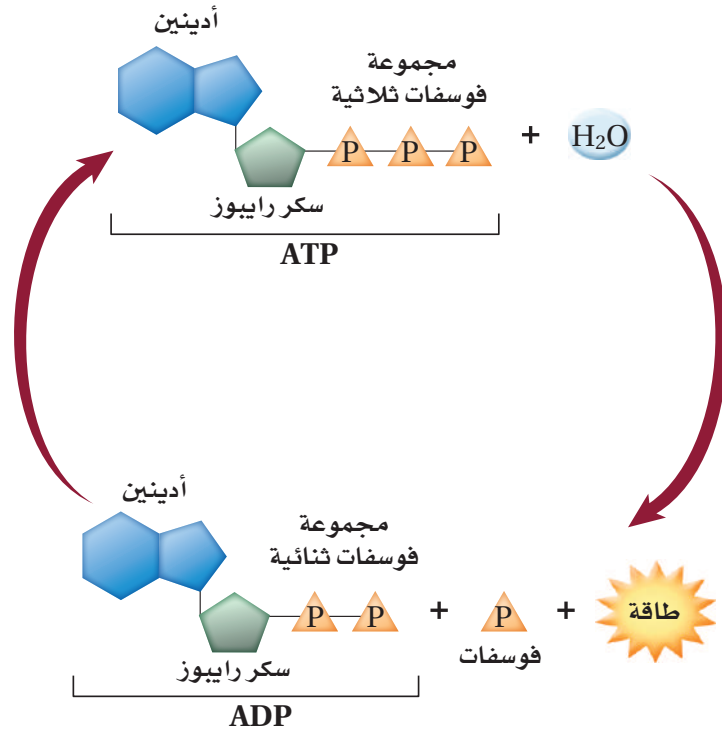 أدينين
مجموعة
فوسفات ثلاثية
P P P + H₂O
سكر رايبوز
ATP
أدينين
مجموعة
فوسفات ثنائية
P P + P + طاقة
فوسفات
سكر رايبوز
ADP